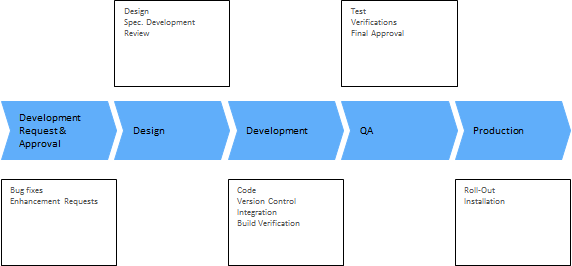 Design
Spec. Development
Review
Test
Verifications
Final Approval
Development
Request &
Approval
Design
Development
QA
Production
Bug fixes
Enhancement Requests
Code
Version Control
Integration
Build Verification
Roll-Out
Installation